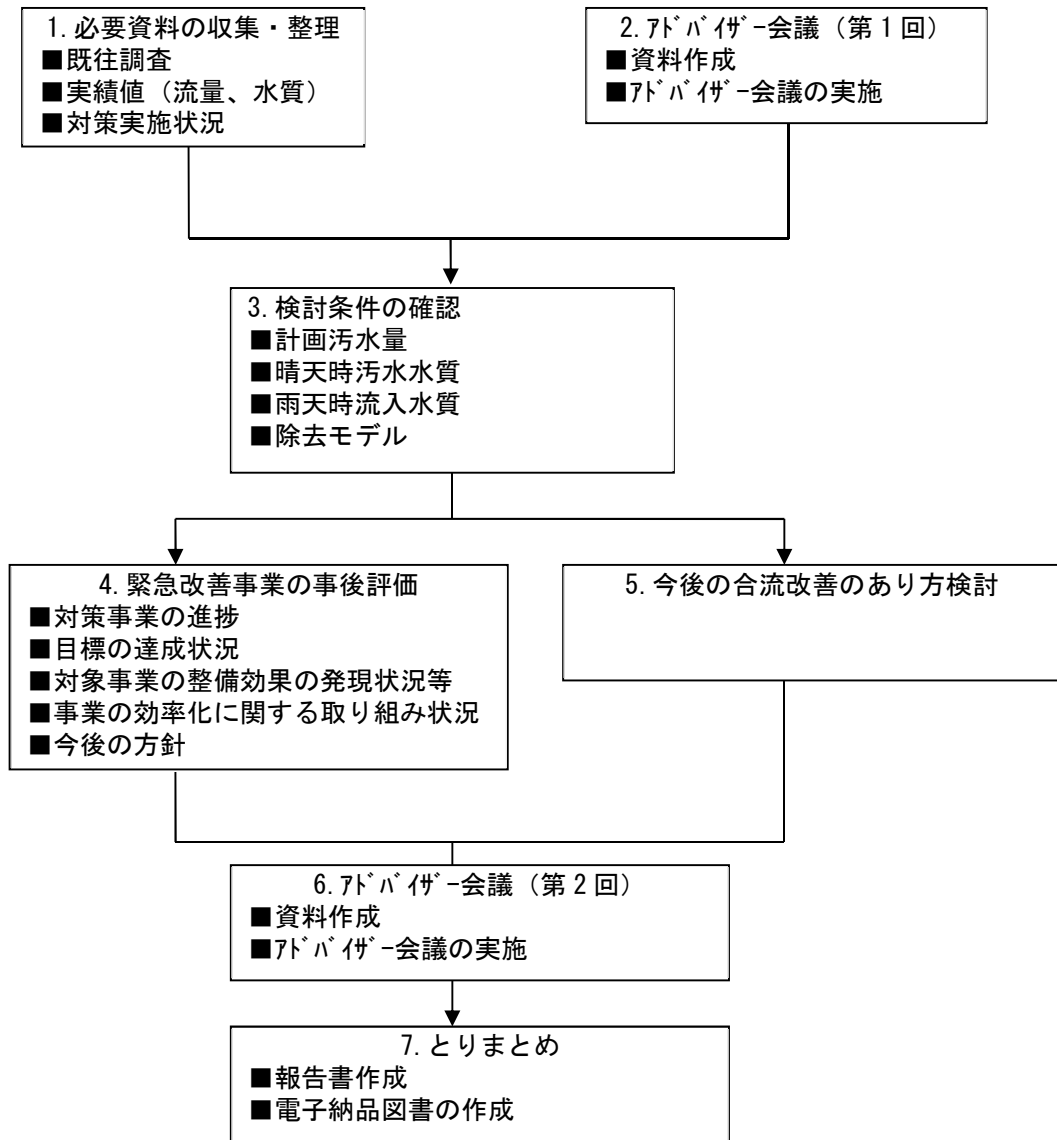 1.必要資料の収集・整理
■既往調査
■実績値（流量、水質）
■対策実施状況
2.ｱﾄﾞﾊﾞｲｻﾞｰ会議（第１回）
■資料作成
■ｱﾄﾞﾊﾞｲｻﾞｰ会議の実施
3.検討条件の確認
■計画汚水量
■晴天時汚水水質
■雨天時流入水質
■除去モデル
4.緊急改善事業の事後評価
■対策事業の進捗
■目標の達成状況
■対象事業の整備効果の発現状況等
■事業の効率化に関する取り組み状況
■今後の方針
5.今後の合流改善のあり方検討
6.ｱﾄﾞﾊﾞｲｻﾞｰ会議（第２回）
■資料作成
■ｱﾄﾞﾊﾞｲｻﾞｰ会議の実施
7.とりまとめ
■報告書作成
■電子納品図書の作成